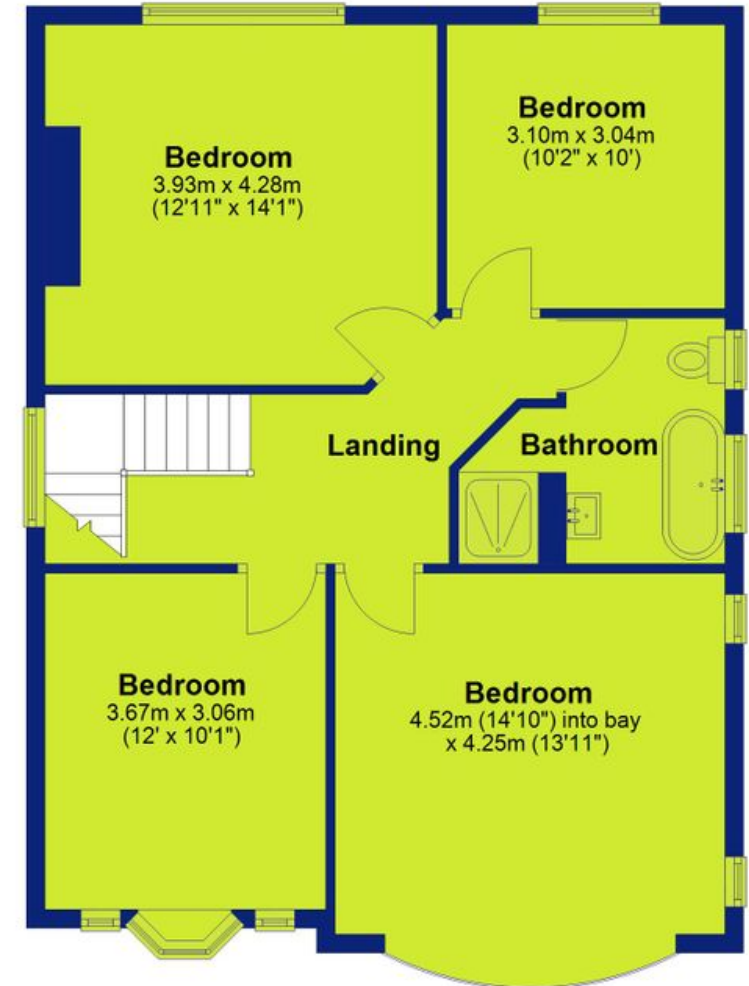 Bedroom
3.93m x 4.28m
(12'11" x 14'1")
Bedroom
3.10m x 3.04m
(10'2" x 10')
Landing
Bathroom
Bedroom
3.67m x 3.06m
(12' x 10'1")
Bedroom
4.52m (14'10") into bay
x 4.25m (13'11")